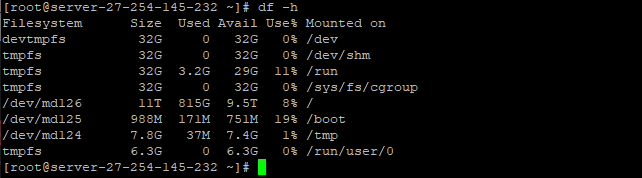 [root@server-27-254-145-232 ~]# df -h
Filesystem      Size  Used Avail Use% Mounted on
devtmpfs         32G     0   32G   0% /dev
tmpfs            32G     0   32G   0% /dev/shm
tmpfs            32G  3.2G   29G  11% /run
tmpfs            32G     0   32G   0% /sys/fs/cgroup
/dev/md126       11T  815G  9.5T   8% /
/dev/md125      988M  171M  751M  19% /boot
/dev/md124      7.8G   37M  7.4G   1% /tmp
tmpfs           6.3G     0  6.3G   0% /run/user/0
[root@server-27-254-145-232 ~]#